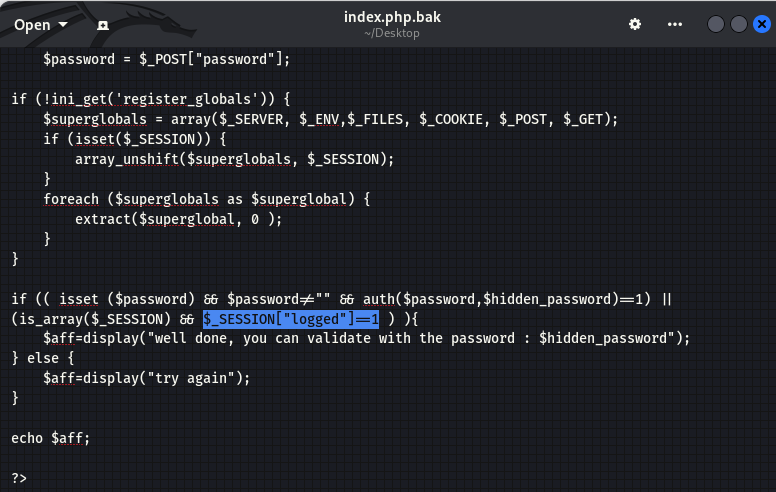 Open
index.php.bak
~/Desktop
$password = $_POST["password"];
if (!ini_get('register_globals')) {
$superglobals = array($_SERVER, $_ENV,$_FILES, $_COOKIE, $_POST, $_GET);
if (isset($_SESSION)) {
array_unshift($superglobals, $_SESSION);
}
foreach ($superglobals as $superglobal) {
extract($superglobal, 0 );
}
}
if (( isset ($password) && $password!="" && auth($password,$hidden_password)==1) ||
(is_array($_SESSION) && $_SESSION["logged"]==1 ) ){
$aff=display("well done, you can validate with the password : $hidden_password");
} else {
$aff=display("try again");
}
echo $aff;
?>